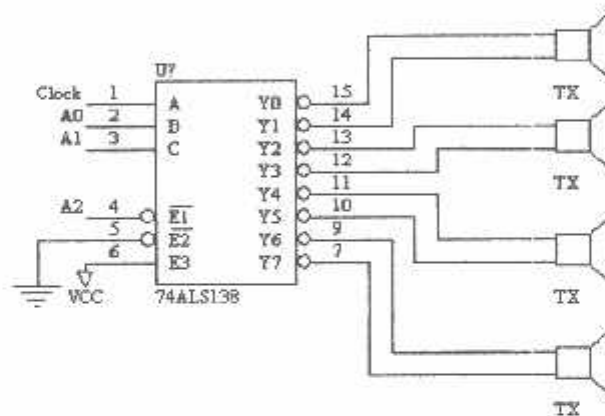 U?
Clock 1 A Y0 15
A0 2 B Y1 14
A1 3 C Y2 13
Y3 12
Y4 11
A2 4 E1 Y5 10
5 E2 Y6 9
6 E3 Y7 7
VCC
74ALS138
TX
TX
TX
TX